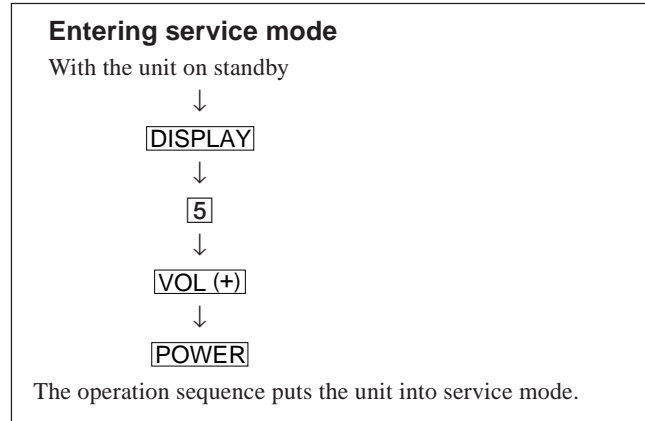 Entering service mode
With the unit on standby
↓
DISPLAY
↓
5
↓
VOL (+)
↓
POWER
The operation sequence puts the unit into service mode.